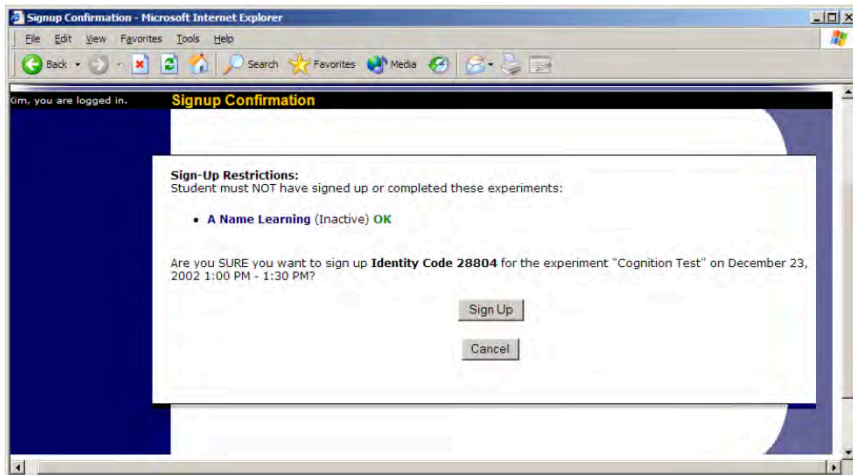 Signup Confirmation - Microsoft Internet Explorer
File Edit View Favorites Tools Help
Back Search Favorites Media
Kim, you are logged in. Signup Confirmation
Sign-Up Restrictions:
Student must NOT have signed up or completed these experiments:
• A Name Learning (Inactive) OK
Are you SURE you want to sign up Identity Code 28804 for the experiment "Cognition Test" on December 23,
2002 1:00 PM - 1:30 PM?
Sign Up
Cancel